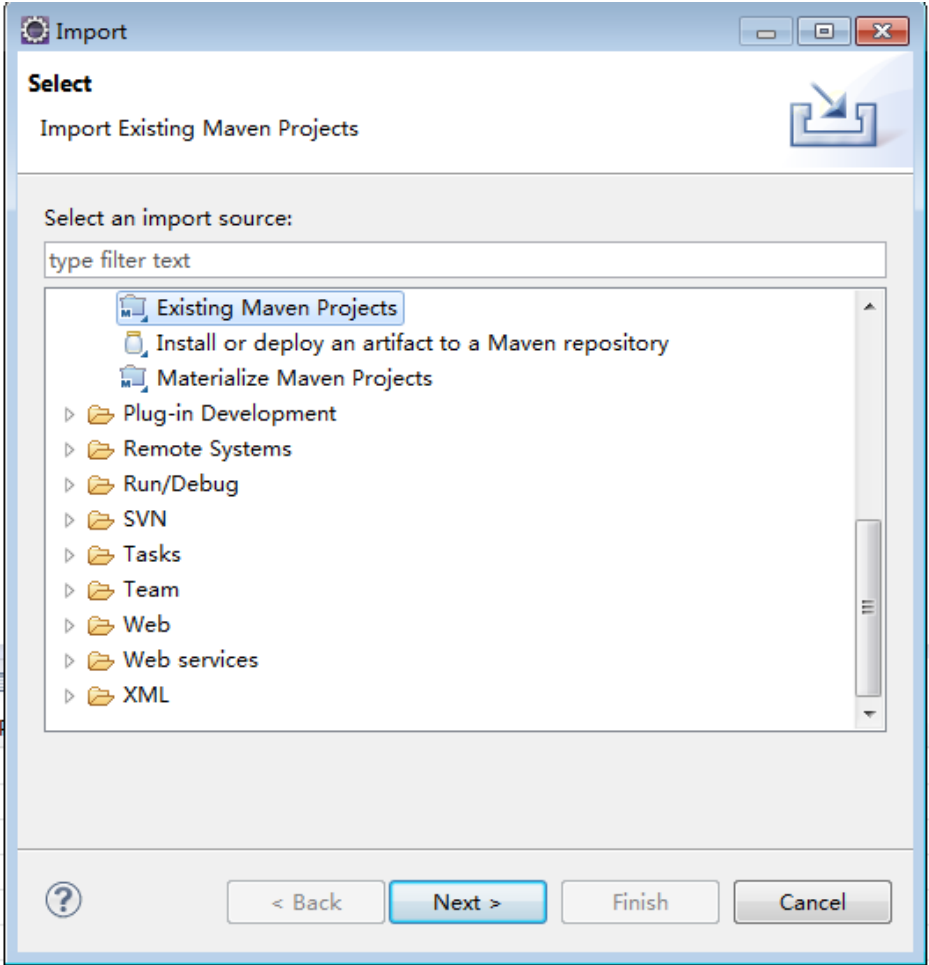 Import
Select
Import Existing Maven Projects
Select an import source:
type filter text
Existing Maven Projects
Install or deploy an artifact to a Maven repository
Materialize Maven Projects
Plug-in Development
Remote Systems
Run/Debug
SVN
Tasks
Team
Web
Web services
XML
< Back Next > Finish Cancel